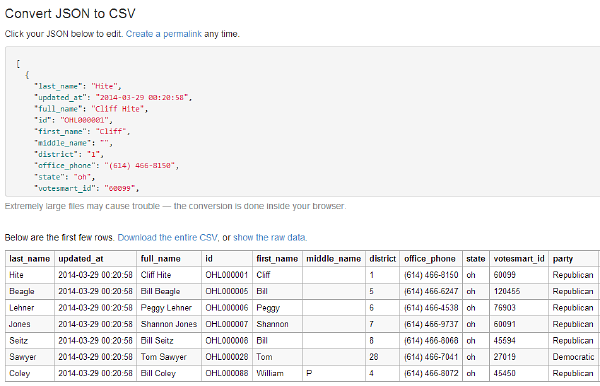 Convert JSON to CSV
Click your JSON below to edit. Create a permalink any time.
[
{
"last_name": "Hite",
"updated_at": "2014-03-29 00:20:58",
"full_name": "Cliff Hite",
"id": "OHL000001",
"first_name": "Cliff",
"middle_name": "",
"district": "1",
"office_phone": "(614) 466-8150",
"state": "oh",
"votesmart_id": "60099",
Extremely large files may cause trouble — the conversion is done inside your browser.
Below are the first few rows. Download the entire CSV, or show the raw data.
last_name updated_at full_name id first_name middle_name district office_phone state votesmart_id party
Hite 2014-03-29 00:20:58 Cliff Hite OHL000001 Cliff 1 (614) 466-8150 oh 60099 Republican
Beagle 2014-03-29 00:20:58 Bill Beagle OHL000005 Bill 5 (614) 466-6247 oh 120455 Republican
Lehner 2014-03-29 00:20:58 Peggy Lehner OHL000006 Peggy 6 (614) 466-4538 oh 76903 Republican
Jones 2014-03-29 00:20:58 Shannon Jones OHL000007 Shannon 7 (614) 466-9737 oh 60091 Republican
Seitz 2014-03-29 00:20:58 Bill Seitz OHL000008 Bill 8 (614) 466-8068 oh 45594 Republican
Sawyer 2014-03-29 00:20:58 Tom Sawyer OHL000028 Tom 28 (614) 466-7041 oh 27019 Democratic
Coley 2014-03-29 00:20:58 Bill Coley OHL000088 William P 4 (614) 466-8072 oh 45450 Republican